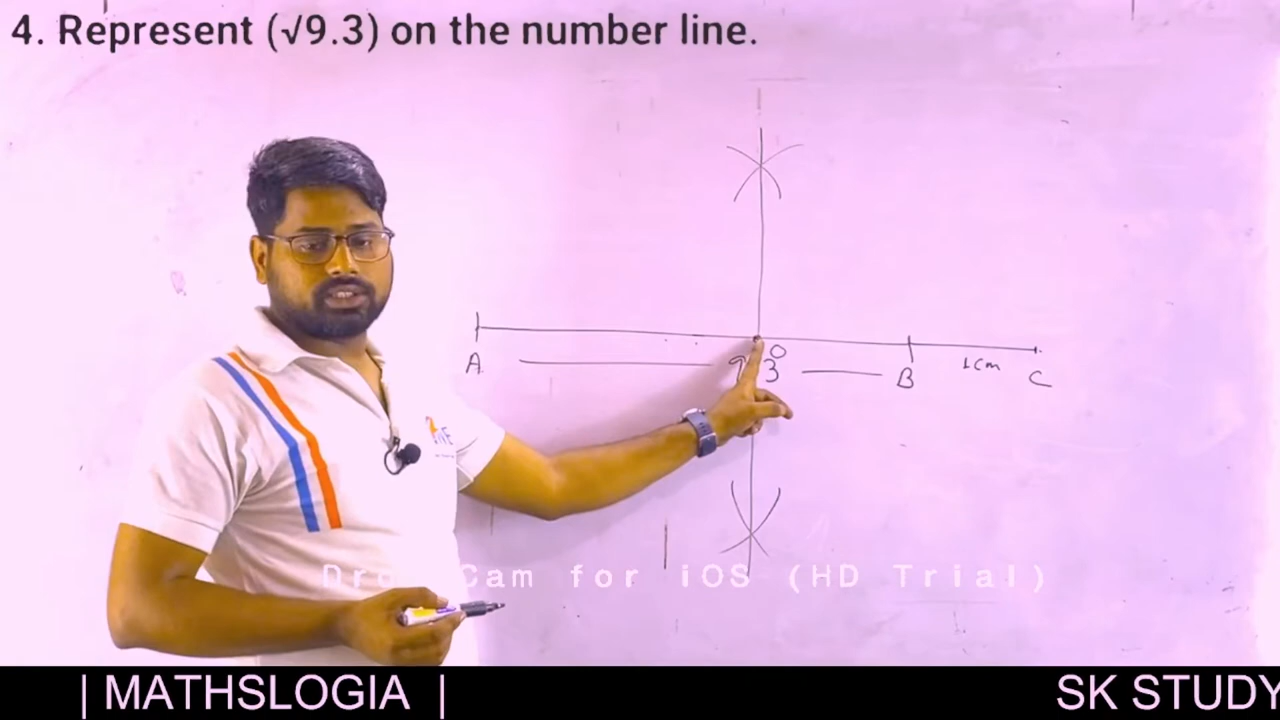 4. Represent (√9.3) on the number line.
O
A 9.3 B 1cm C
Droi Cam for iOS (HD Trial)
| MATHSLOGIA |
SK STUDY